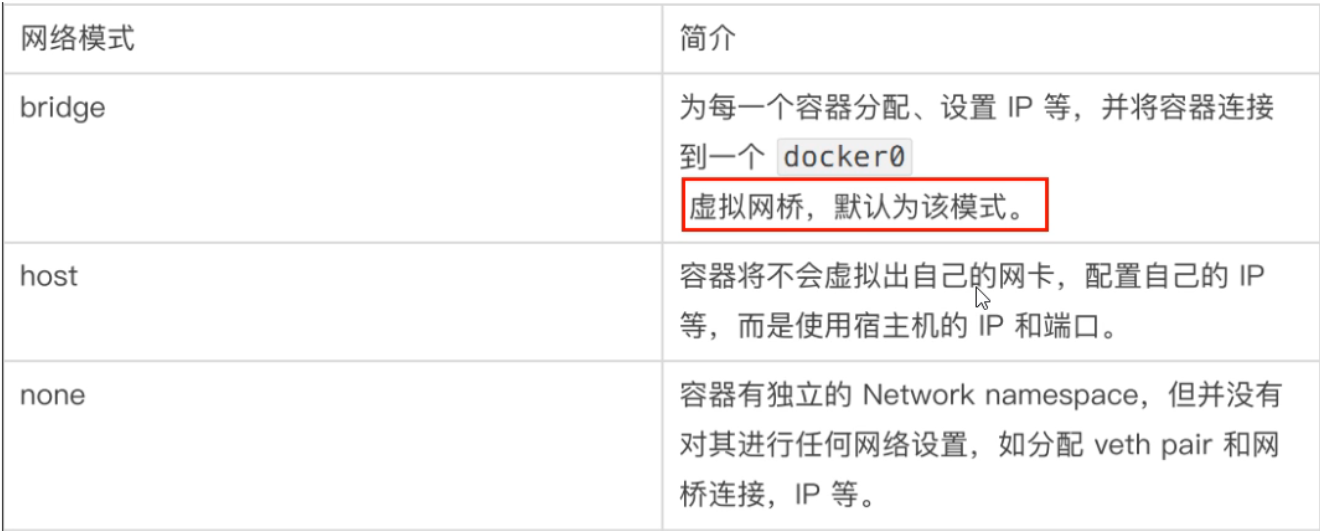 网络模式
简介
bridge
为每一个容器分配、设置 IP 等，并将容器连接
到一个 docker0
虚拟网桥，默认为该模式。
host
容器将不会虚拟出自己的网卡，配置自己的 IP
等，而是使用宿主机的 IP 和端口。
none
容器有独立的 Network namespace，但并没有
对其进行任何网络设置，如分配 veth pair 和网
桥连接，IP 等。